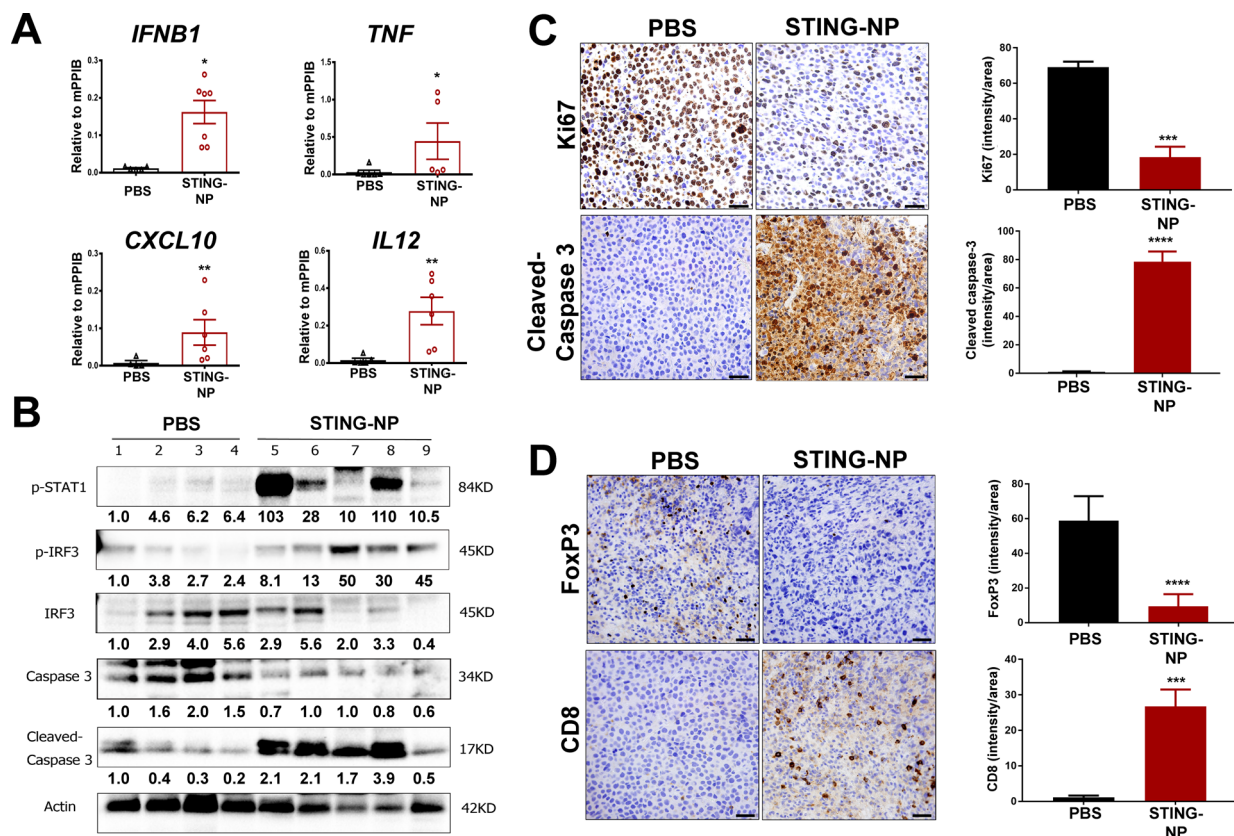 A
IFNB1
TNF
Relative to mPPIB
0.3
0.2
0.1
0.0
*
PBS
STING-
NP
Relative to mPPIB
1.5
1.0
0.5
0.0
*
PBS
STING-
NP
CXCL10
IL12
Relative to mPPIB
0.3
0.2
0.1
0.0
**
PBS
STING-
NP
Relative to mPPIB
0.6
0.4
0.2
0.0
**
PBS
STING-
NP
B
PBS STING-NP
1 2 3 4 5 6 7 8 9
p-STAT1 84KD
1.0 4.6 6.2 6.4 103 28 10 110 10.5
p-IRF3 45KD
1.0 3.8 2.7 2.4 8.1 13 50 30 45
IRF3 45KD
1.0 2.9 4.0 5.6 2.9 5.6 2.0 3.3 0.4
Caspase 3 34KD
1.0 1.6 2.0 1.5 0.7 1.0 1.0 0.8 0.6
Cleaved-
Caspase 3 17KD
1.0 0.4 0.3 0.2 2.1 2.1 1.7 3.9 0.5
Actin 42KD
C
PBS STING-NP
Ki67
Cleaved-
Caspase 3
Ki67 (intensity/area)
80
60
40
20
0
***
PBS
STING-
NP
Cleaved caspase-3
(intensity/area)
100
80
60
40
20
0
****
PBS
STING-
NP
D
PBS STING-NP
FoxP3
CD8
FoxP3 (intensity/area)
80
60
40
20
0
****
PBS
STING-
NP
CD8 (intensity/area)
40
30
20
10
0
***
PBS
STING-
NP